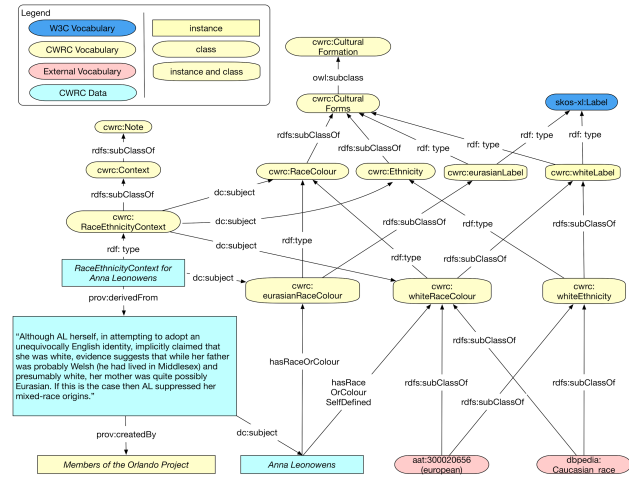 Legend
W3C Vocabulary
CWRC Vocabulary
External Vocabulary
CWRC Data
instance
class
instance and class
cwrc:Cultural
Formation
owl:subclass
cwrc:Cultural
Forms
skos-xl:Label
cwrc:Note
rdfs:subClassOf
rdfs:subClassOf
rdf: type
rdf: type
rdf: type
rdf: type
cwrc:Context
cwrc:RaceColour
cwrc:Ethnicity
cwrc:eurasianLabel
cwrc:whiteLabel
rdfs:subClassOf
rdfs:subClassOf
dc:subject
dc:subject
cwrc:
RaceEthnicityContext
rdfs:subClassOf
rdf:type
rdfs:subClassOf
rdf: type
dc:subject
rdf:type
rdf:type
rdfs:subClassOf
RaceEthnicityContext for
Anna Leonowens
dc:subject
cwrc:
eurasianRaceColour
cwrc:
whiteRaceColour
cwrc:
whiteEthnicity
prov:derivedFrom
"Although AL herself, in attempting to adopt an
unequivocally English identity, implicitly claimed that
she was white, evidence suggests that while her father
was probably Welsh (he had lived in Middlesex) and
presumably white, her mother was quite possibly
Eurasian. If this is the case then AL suppressed her
mixed-race origins."
hasRaceOrColour
hasRace
OrColour
SelfDefined
rdfs:subClassOf
rdfs:subClassOf
rdfs:subClassOf
rdfs:subClassOf
prov:createdBy
dc:subject
Members of the Orlando Project
Anna Leonowens
aat:300020656
(european)
dbpedia:
Caucasian_race